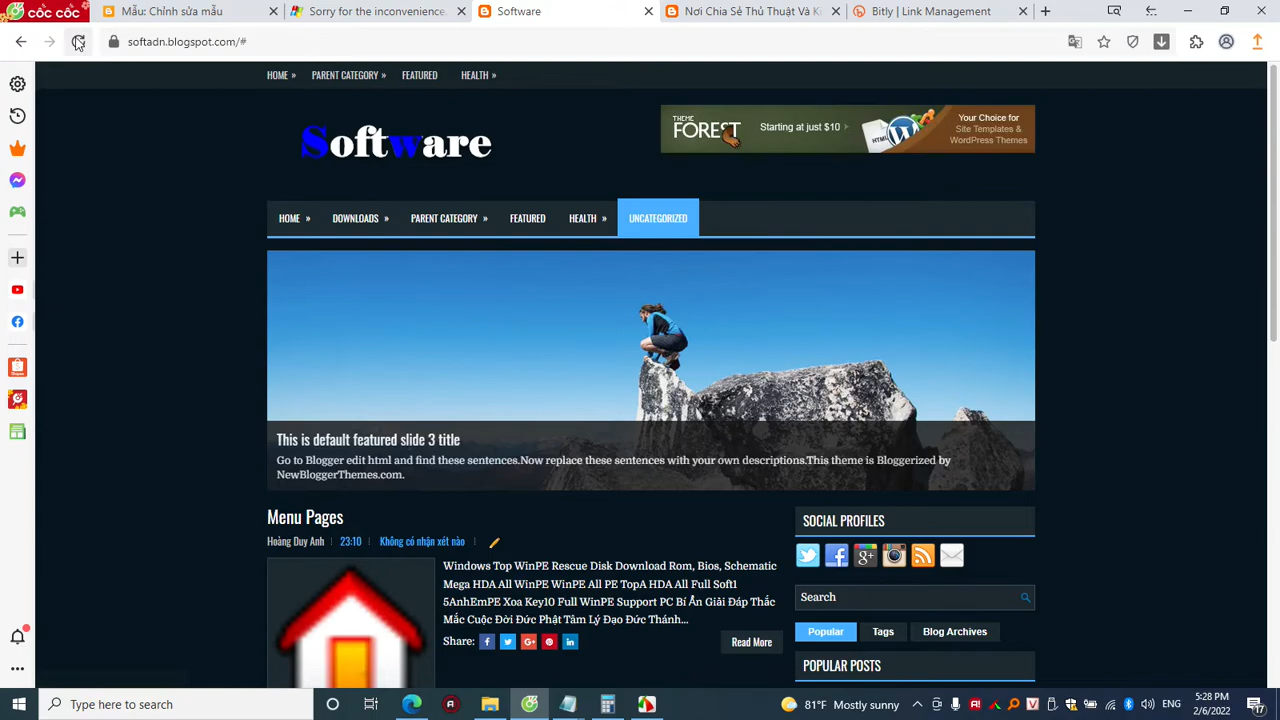 cốc cốc
Mẫu: Chỉnh sửa mẫu
Sorry for the inconvenience
Software
Nơi Chia Sẻ Thủ Thuật Và K
Bitly | Link Management
softadn.blogspot.com/#
HOME » PARENT CATEGORY » FEATURED HEALTH »
Software
THEME FOREST
Starting at just $10
HTML
Your Choice for
Site Templates &
WordPress Themes
HOME » DOWNLOADS » PARENT CATEGORY » FEATURED HEALTH » UNCATEGORIZED
This is default featured slide 3 title
Go to Blogger edit html and find these sentences.Now replace these sentences with your own descriptions.This theme is Bloggerized by
NewBloggerThemes.com.
Menu Pages
Hoàng Duy Anh 23:10 Không có nhận xét nào
Windows Top WinPE Rescue Disk Download Rom, Bios, Schematic
Mega HDA All WinPE WinPE All PE TopA HDA All Full Soft1
5AnhEmPE Xoa Key10 Full WinPE Support PC Bí Ẩn Giải Đáp Thắc
Mắc Cuộc Đời Đức Phật Tâm Lý Đạo Đức Thánh...
Share:
Read More
SOCIAL PROFILES
Search
Popular Tags Blog Archives
POPULAR POSTS
Type here to search
81°F Mostly sunny
ENG
5:28 PM
2/6/2022
17